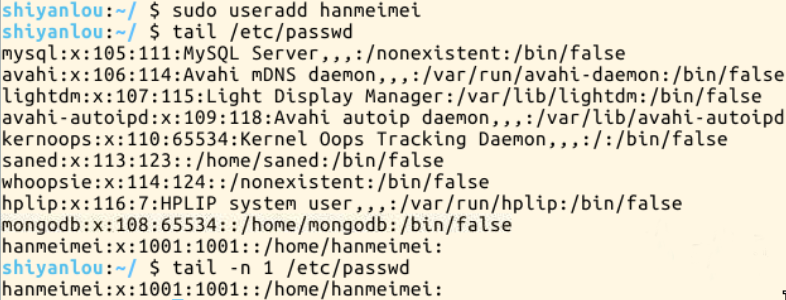 shiyanlou:~/ $ sudo useradd hanmeimei
shiyanlou:~/ $ tail /etc/passwd
mysql:x:105:111:MySQL Server,,,:/nonexistent:/bin/false
avahi:x:106:114:Avahi mDNS daemon,,,:/var/run/avahi-daemon:/bin/false
lightdm:x:107:115:Light Display Manager:/var/lib/lightdm:/bin/false
avahi-autoipd:x:109:118:Avahi autoip daemon,,,:/var/lib/avahi-autoipd
kernoops:x:110:65534:Kernel Oops Tracking Daemon,,,:/:/bin/false
saned:x:113:123::/home/saned:/bin/false
whoopsie:x:114:124::/nonexistent:/bin/false
hplip:x:116:7:HPLIP system user,,,:/var/run/hplip:/bin/false
mongodb:x:108:65534::/home/mongodb:/bin/false
hanmeimei:x:1001:1001::/home/hanmeimei:
shiyanlou:~/ $ tail -n 1 /etc/passwd
hanmeimei:x:1001:1001::/home/hanmeimei: